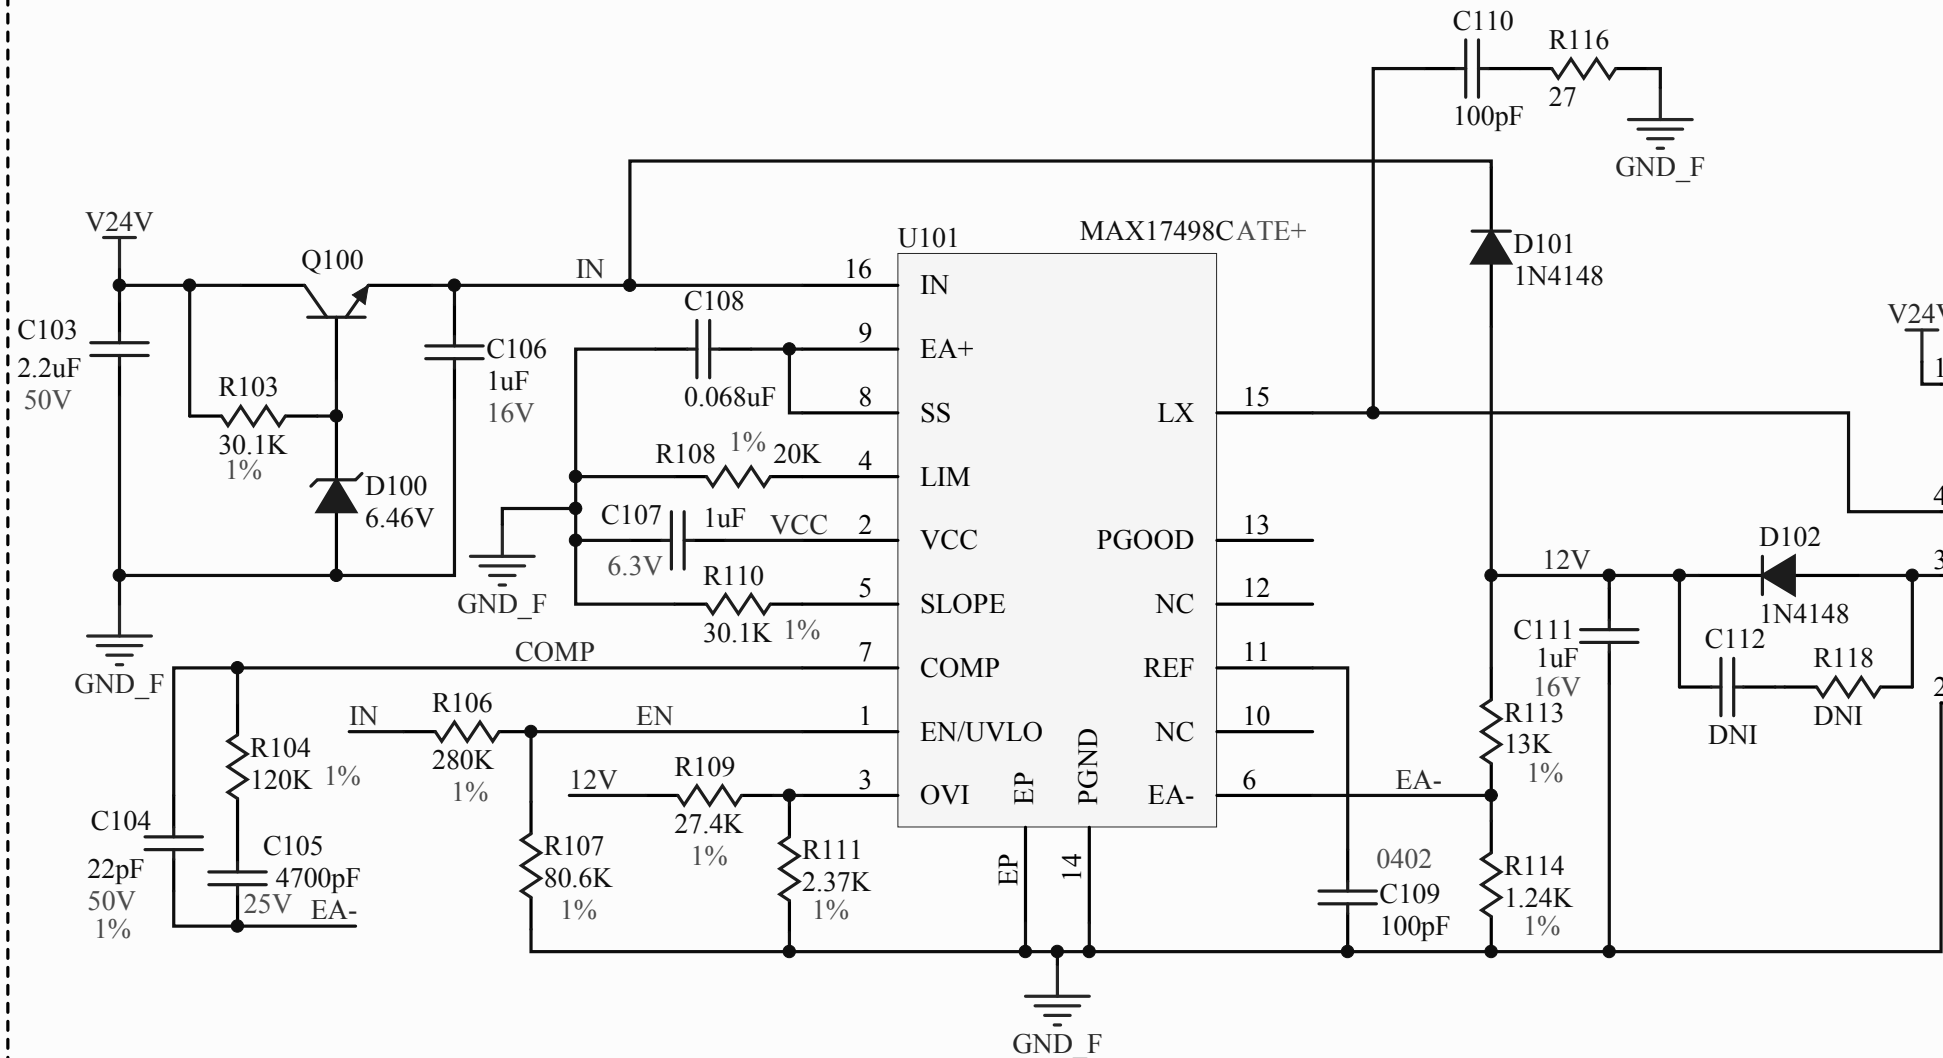 C110
R116
100pF
27
GND_F
V24V
Q100
IN
C103
2.2uF
50V
R103
30.1K
1%
D100
6.46V
C106
1uF
16V
GND_F
U101
MAX17498CATE+
16
IN
C108
0.068uF
9
EA+
8
SS
R108
1%
20K
4
LIM
C107
1uF
6.3V
VCC
2
VCC
GND_F
R110
30.1K
1%
5
SLOPE
COMP
7
COMP
IN
R106
280K
1%
EN
1
EN/UVLO
12V
R109
27.4K
1%
3
OVI
R104
120K
1%
C104
22pF
50V
1%
C105
4700pF
25V
EA-
R107
80.6K
1%
R111
2.37K
1%
EP
EP
PGND
14
GND_F
LX
15
PGOOD
13
NC
12
REF
11
NC
10
EA-
6
EA-
0402
C109
100pF
D101
1N4148
R113
13K
1%
R114
1.24K
1%
12V
C111
1uF
16V
D102
1N4148
C112
DNI
R118
DNI
V24V
1
4
3
2